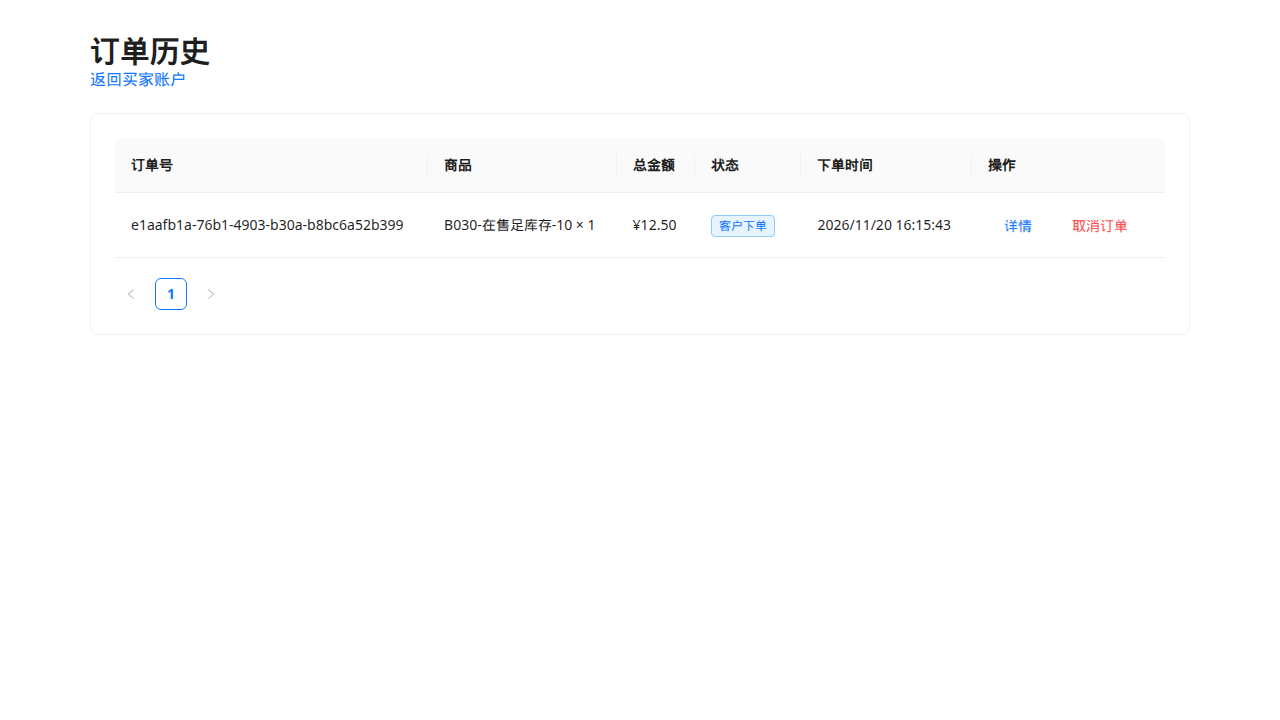 订单历史
返回买家账户
订单号 商品 总金额 状态 下单时间 操作
e1aafb1a-76b1-4903-b30a-b8bc6a52b399 B030-在售足库存-10 × 1 ¥12.50 客户下单 2026/11/20 16:15:43 详情 取消订单
1